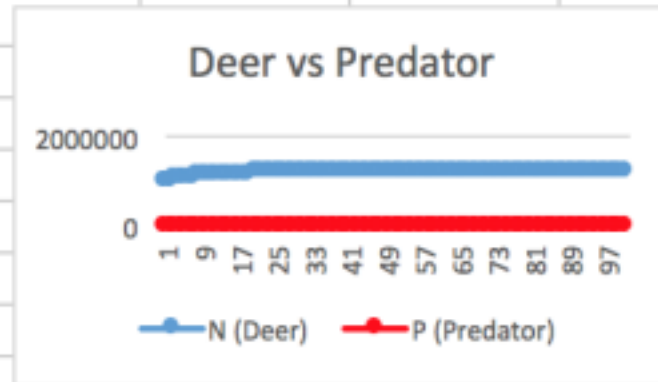 Deer vs Predator
2000000
0
1 9 17 25 33 41 49 57 65 73 81 89 97
N (Deer) P (Predator)